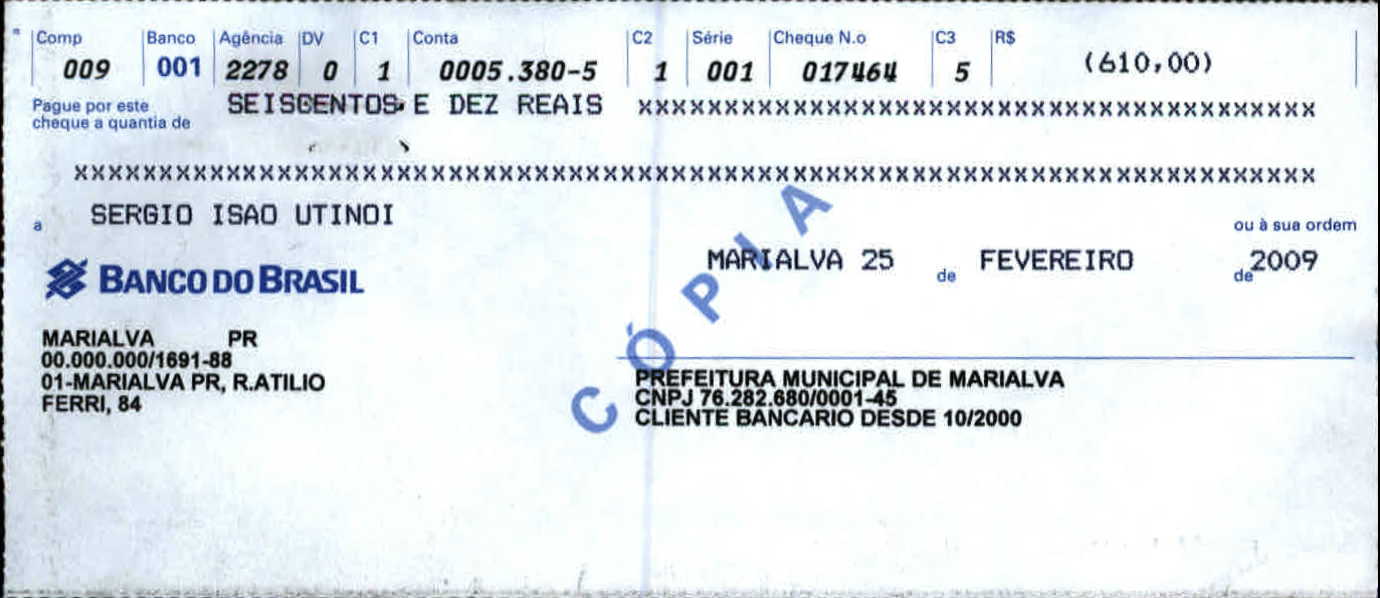 Comp Banco Agência DV C1 Conta C2 Série Cheque N.o C3 R$
009 001 2278 0 1 0005.380-5 1 001 017464 5 (610,00)
Pague por este
cheque a quantia de
SEISCENTOS E DEZ REAIS XXXXXXXXXXXXXXXXXXXXXXXXXXXXXXXXXXXXXXXX
XXXXXXXXXXXXXXXXXXXXXXXXXXXXXXXXXXXXXXXXXXXXXXXXXXXXXXXXXXXXXXXXXXXXXXXX
a SERGIO ISAO UTINOI ou à sua ordem
MARIALVA 25 de FEVEREIRO de 2009
BANCO DO BRASIL
MARIALVA PR
00.000.000/1691-88
01-MARIALVA PR, R.ATILIO
FERRI, 84
PREFEITURA MUNICIPAL DE MARIALVA
CNPJ 76.282.680/0001-45
CLIENTE BANCARIO DESDE 10/2000
CÓPIA